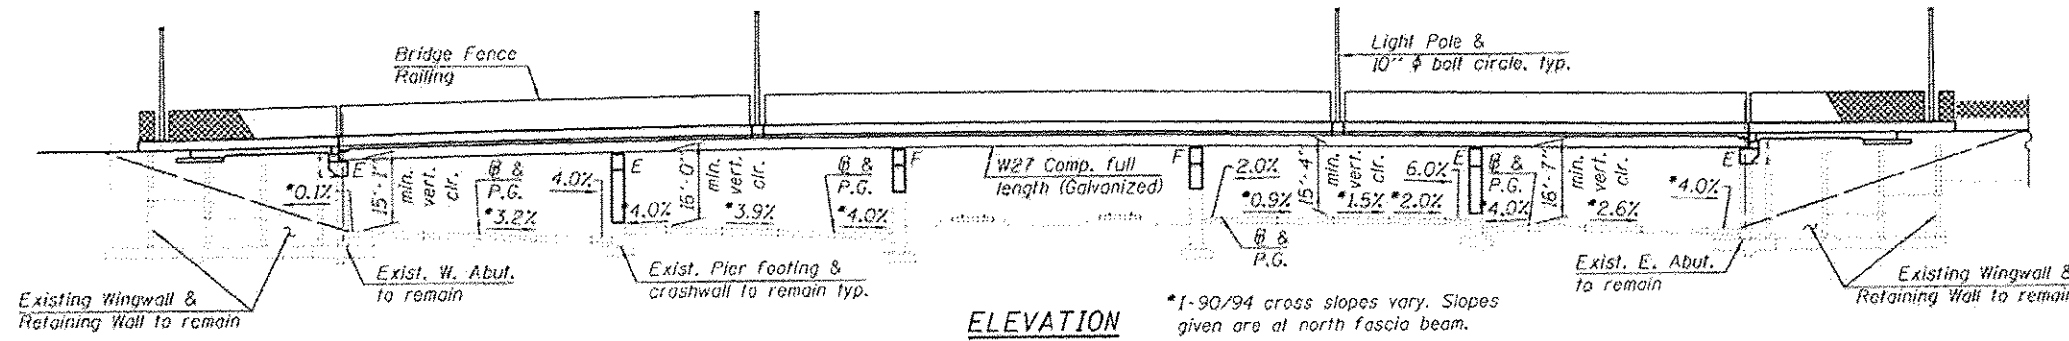 Bridge Fence
Railing
Light Pole &
10" ϕ bolt circle, typ.
E
*0.1%
15'-1"
min.
vert.
clr.
℄ &
P.G.
*3.2%
4.0%
E
*4.0%
16'-0"
min.
vert.
clr.
*3.9%
℄ &
P.G.
*4.0%
F
W27 Comp. full
length (Galvanized)
F
2.0%
*0.9%
℄ &
P.G.
15'-4"
min.
vert.
clr.
*1.5%
*2.0%
6.0%
E
℄ &
P.G.
*4.0%
min.
vert.
clr.
*2.6%
*4.0%
E
Existing Wingwall &
Retaining Wall to remain
Exist. W. Abut.
to remain
Exist. Pier footing &
crashwall to remain typ.
Exist. E. Abut.
to remain
Existing Wingwall &
Retaining Wall to remain
ELEVATION
*I-90/94 cross slopes vary. Slopes
given are at north fascia beam.